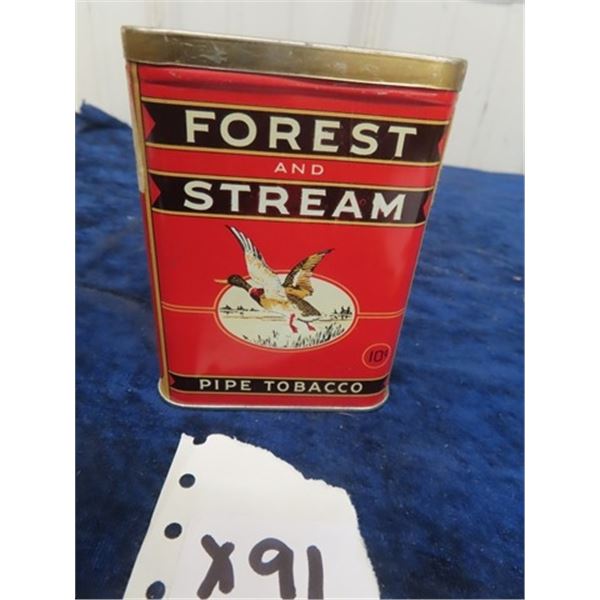 FOREST
AND
STREAM
10¢
PIPE TOBACCO
X91